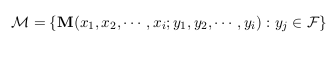 ℳ = {𝐌(x₁, x₂, ⋯ , xᵢ; y₁, y₂, ⋯ , yᵢ) : yⱼ ∈ ℱ}